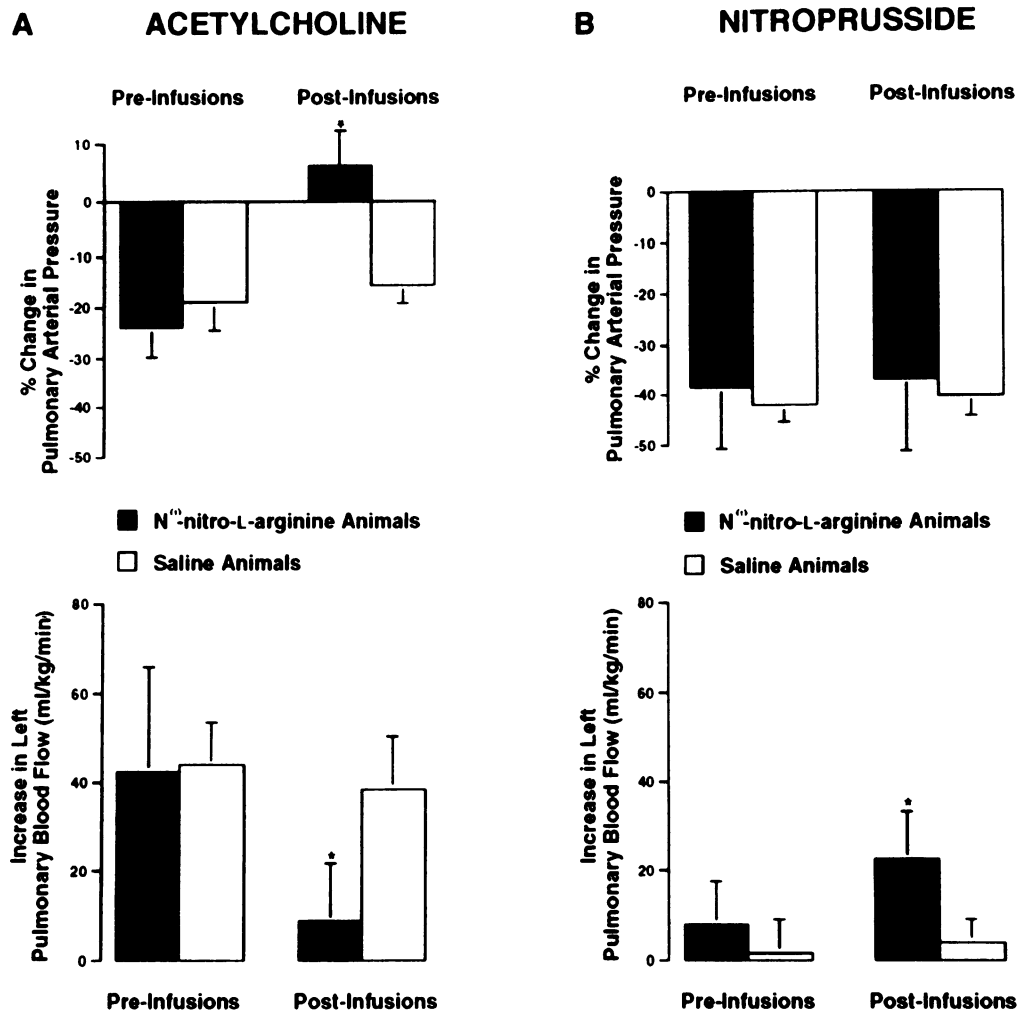 A ACETYLCHOLINE
Pre-Infusions Post-Infusions
*
10
0
-10
-20
-30
-40
-50
% Change in
Pulmonary Arterial Pressure
N -nitro-L-arginine Animals
Saline Animals
80
60
40
20
0
Increase in Left
Pulmonary Blood Flow (ml/kg/min)
*
Pre-Infusions Post-Infusions
B NITROPRUSSIDE
Pre-Infusions Post-Infusions
0
-10
-20
-30
-40
-50
% Change in
Pulmonary Arterial Pressure
N -nitro-L-arginine Animals
Saline Animals
80
60
40
20
0
Increase in Left
Pulmonary Blood Flow (ml/kg/min)
*
Pre-Infusions Post-Infusions